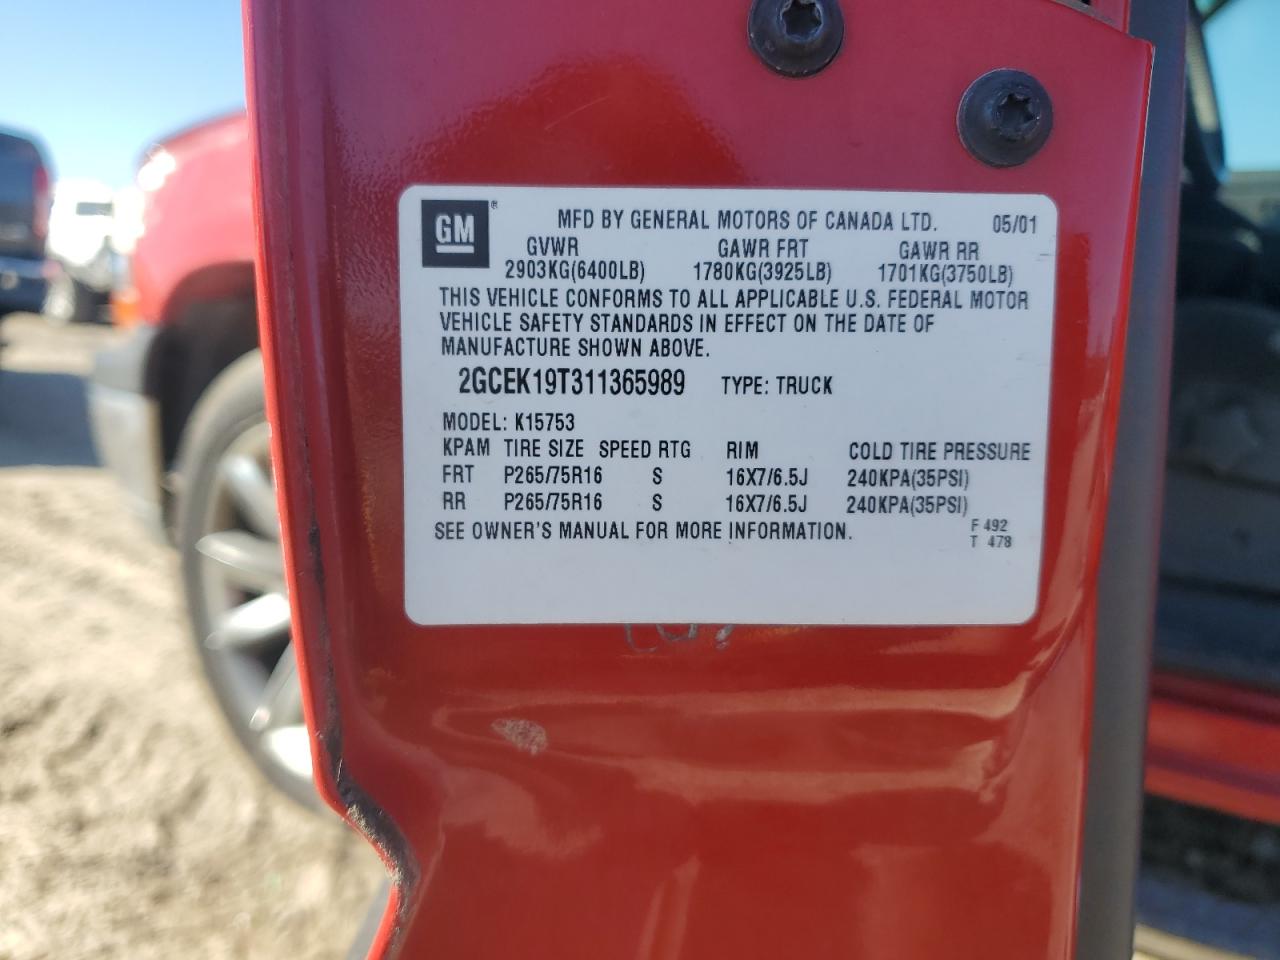 GM ® MFD BY GENERAL MOTORS OF CANADA LTD. 05/01
GVWR GAWR FRT GAWR RR
2903KG(6400LB) 1780KG(3925LB) 1701KG(3750LB)
THIS VEHICLE CONFORMS TO ALL APPLICABLE U.S. FEDERAL MOTOR
VEHICLE SAFETY STANDARDS IN EFFECT ON THE DATE OF
MANUFACTURE SHOWN ABOVE.
2GCEK19T311365989 TYPE: TRUCK
MODEL: K15753
KPAM TIRE SIZE SPEED RTG RIM COLD TIRE PRESSURE
FRT P265/75R16 S 16X7/6.5J 240KPA(35PSI)
RR P265/75R16 S 16X7/6.5J 240KPA(35PSI)
SEE OWNER'S MANUAL FOR MORE INFORMATION. F 492
T 478